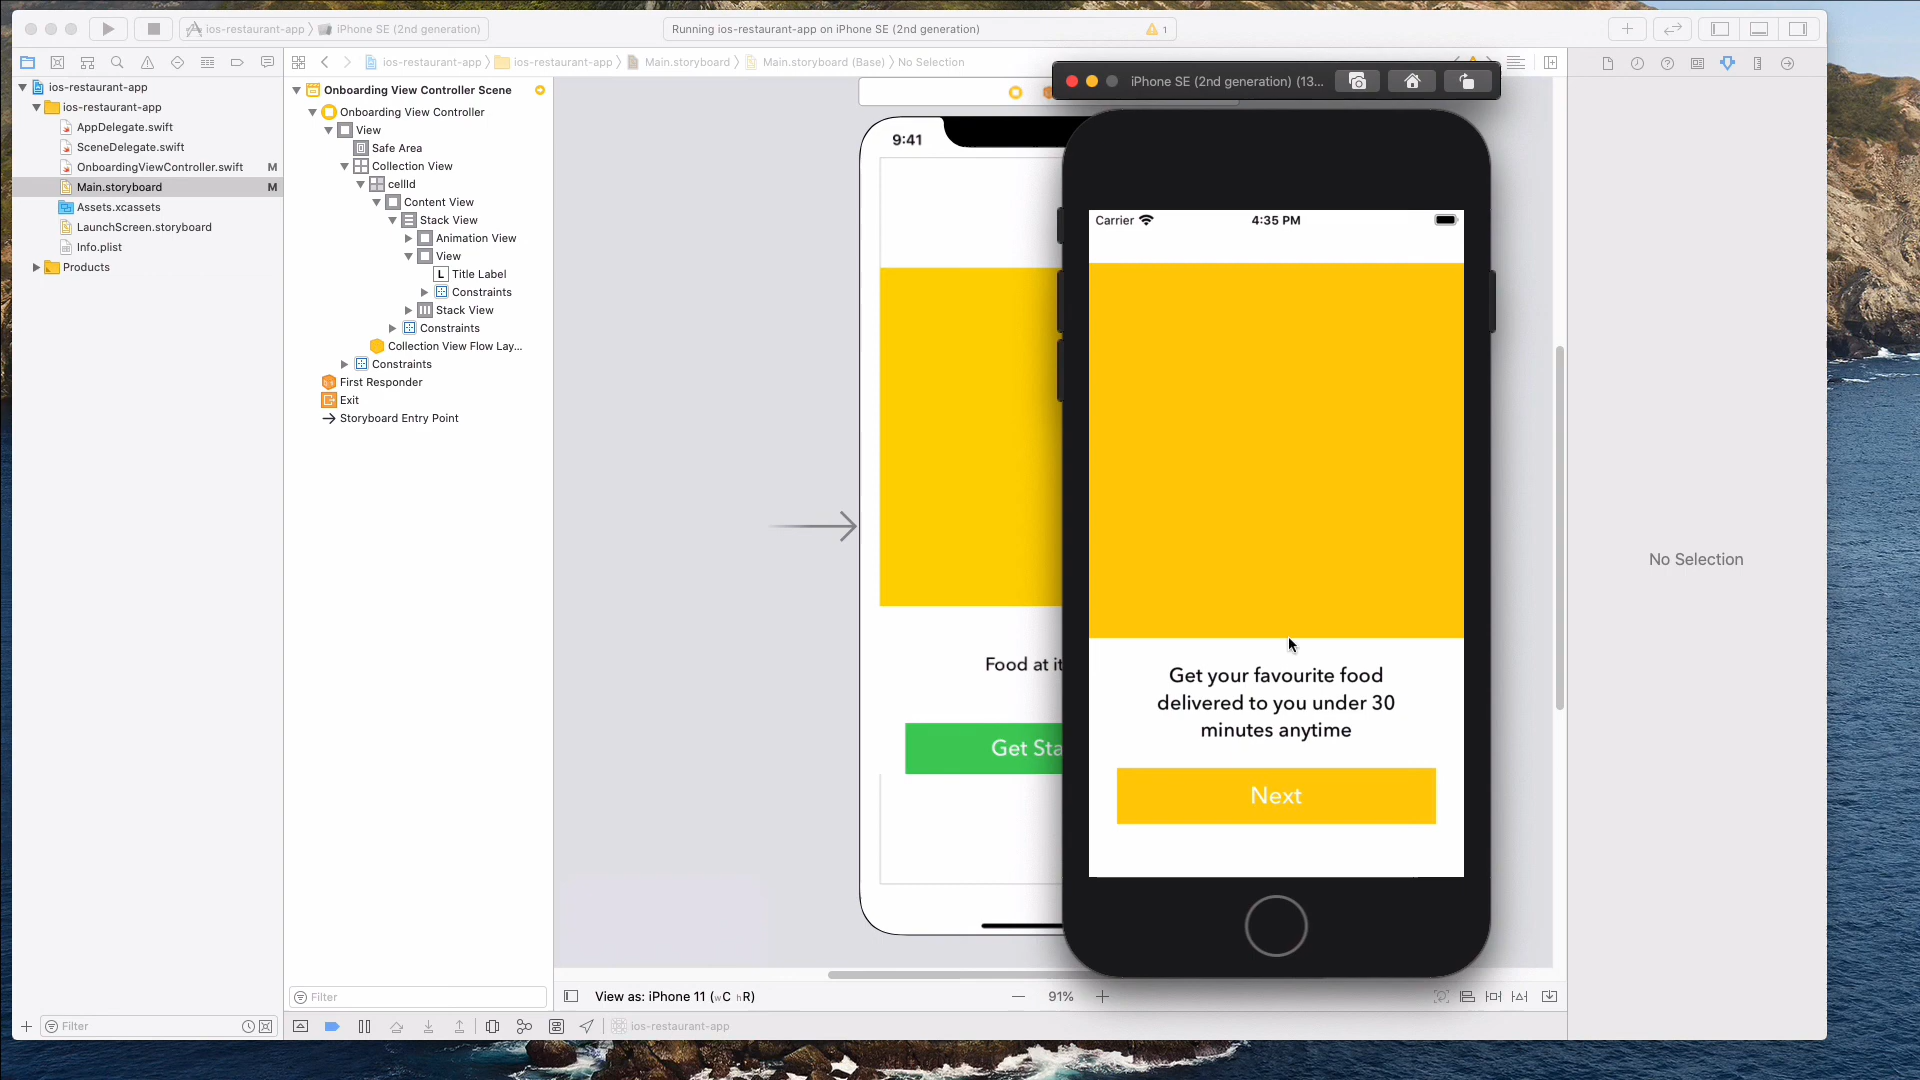 ios-restaurant-app
iPhone SE (2nd generation)
Running ios-restaurant-app on iPhone SE (2nd generation)
1
ios-restaurant-app
ios-restaurant-app
Main.storyboard
Main.storyboard (Base)
No Selection
ios-restaurant-app
ios-restaurant-app
AppDelegate.swift
SceneDelegate.swift
OnboardingViewController.swift
M
Main.storyboard
M
Assets.xcassets
LaunchScreen.storyboard
Info.plist
Products
Filter
Onboarding View Controller Scene
Onboarding View Controller
View
Safe Area
Collection View
cellId
Content View
Stack View
Animation View
View
L
Title Label
Constraints
Stack View
Constraints
Collection View Flow Lay...
Constraints
First Responder
Exit
Storyboard Entry Point
Filter
9:41
Food at it
Get Sta
View as: iPhone 11 (wC hR)
91%
ios-restaurant-app
iPhone SE (2nd generation) (13...
Carrier
4:35 PM
Get your favourite food
delivered to you under 30
minutes anytime
Next
No Selection